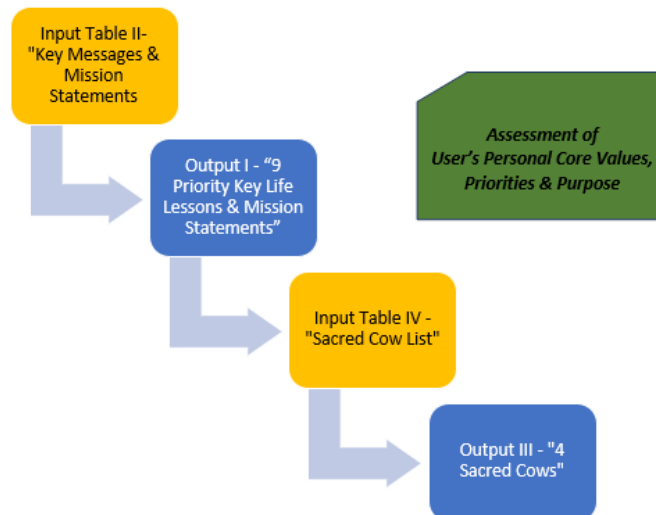 Input Table II-
"Key Messages &
Mission
Statements
Assessment of
User's Personal Core Values,
Priorities & Purpose
Output I - “9
Priority Key Life
Lessons & Mission
Statements”
Input Table IV -
"Sacred Cow List"
Output III - "4
Sacred Cows"